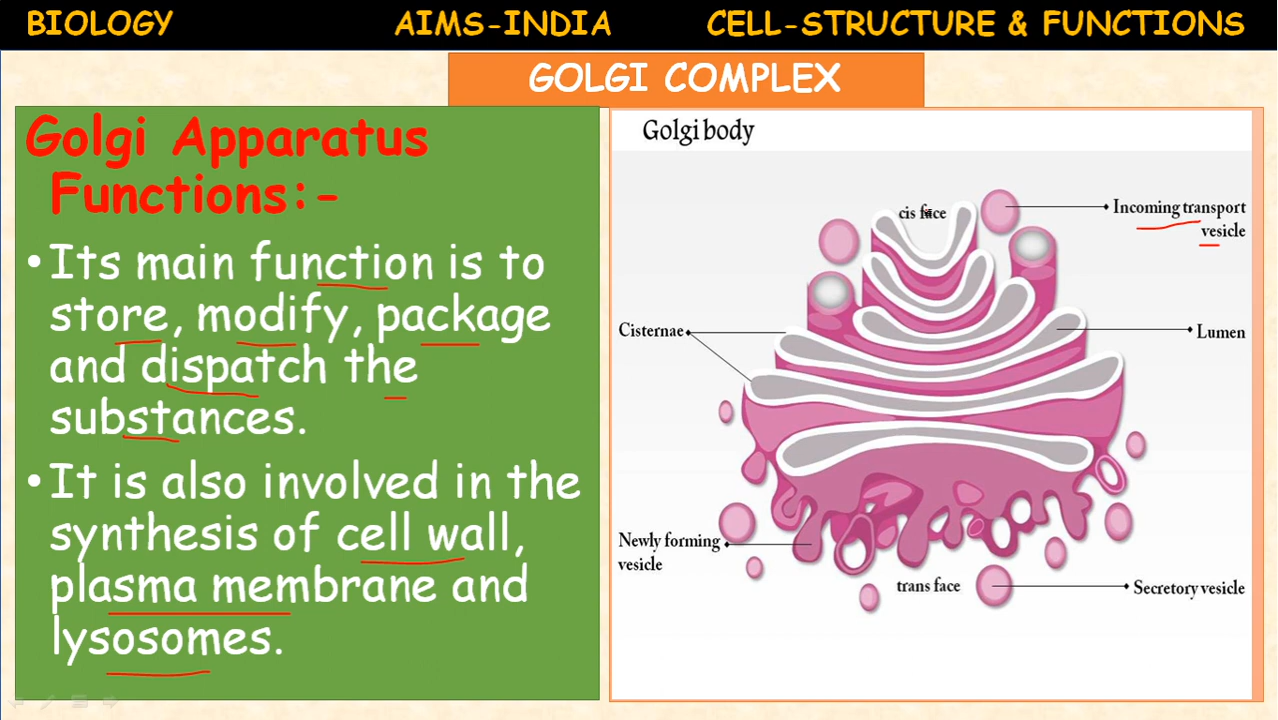 BIOLOGY AIMS-INDIA CELL-STRUCTURE & FUNCTIONS
GOLGI COMPLEX
Golgi Apparatus
Functions:-
• Its main function is to
store, modify, package
and dispatch the
substances.
• It is also involved in the
synthesis of cell wall,
plasma membrane and
lysosomes.
Golgi body
cis face
Incoming transport
vesicle
Cisternae
Lumen
Newly forming
vesicle
trans face
Secretory vesicle